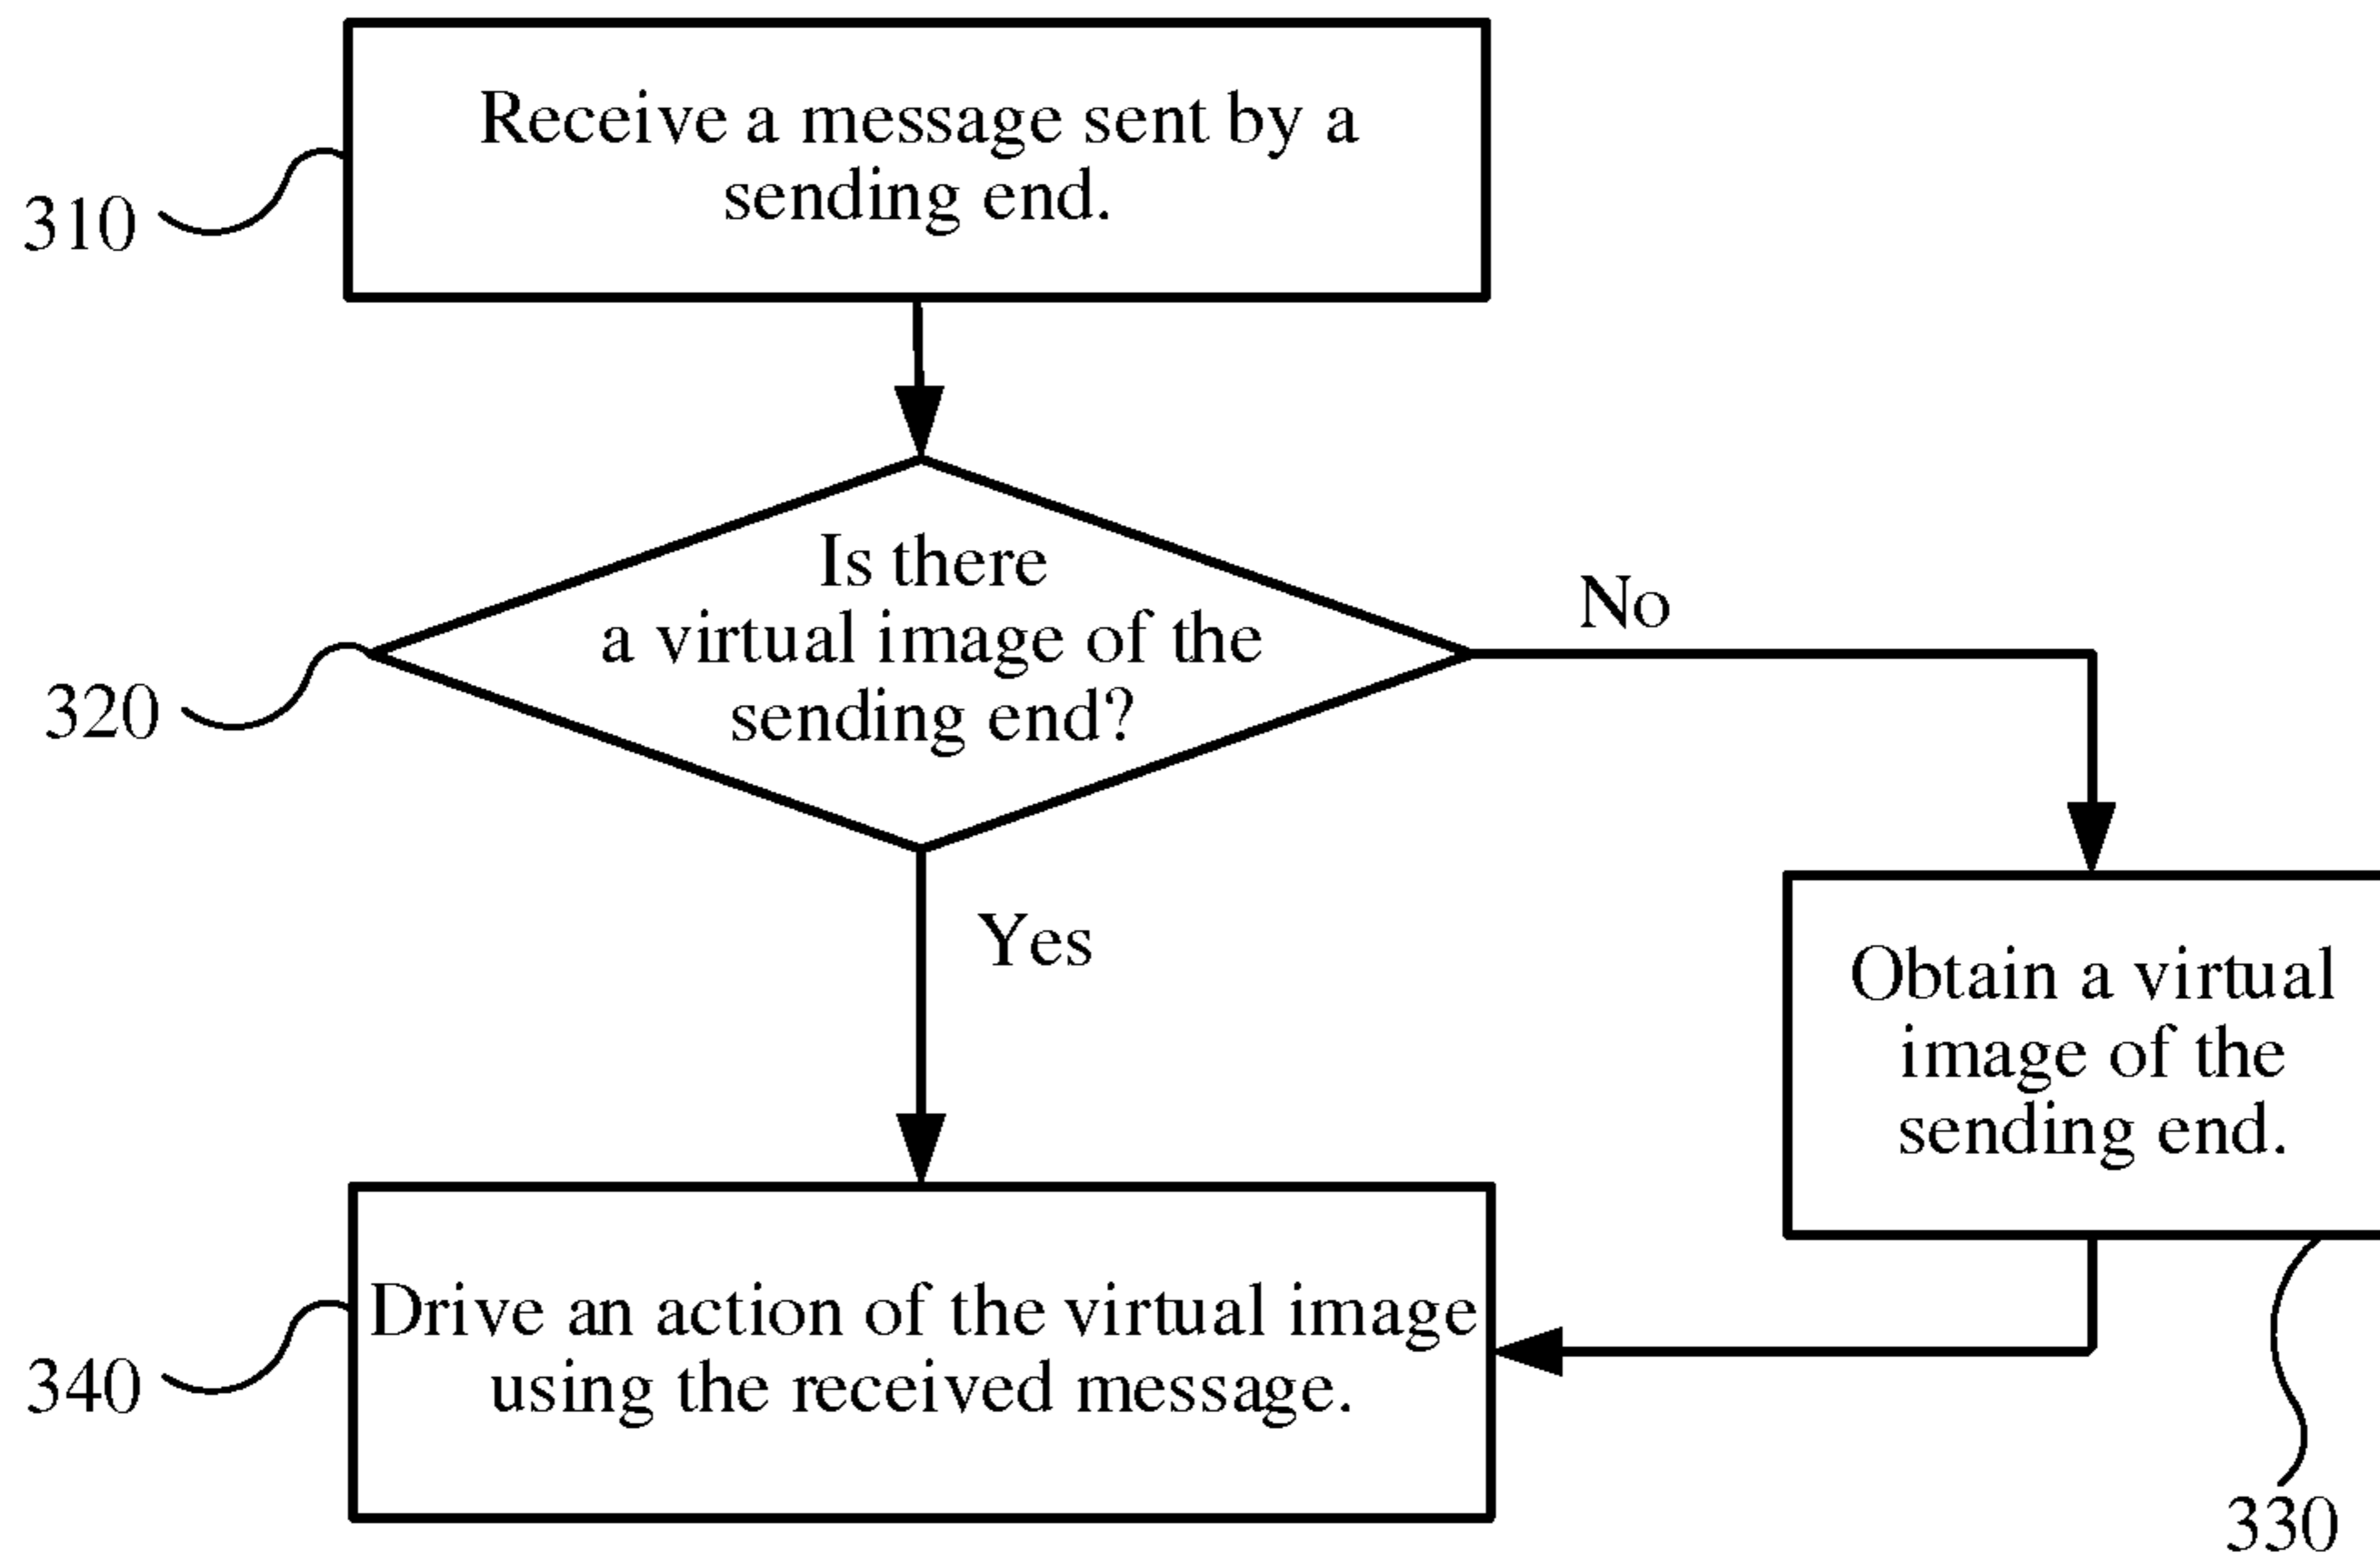 310
Receive a message sent by a
sending end.
320
Is there
a virtual image of the
sending end?
No
Yes
Obtain a virtual
image of the
sending end.
330
340
Drive an action of the virtual image
using the received message.